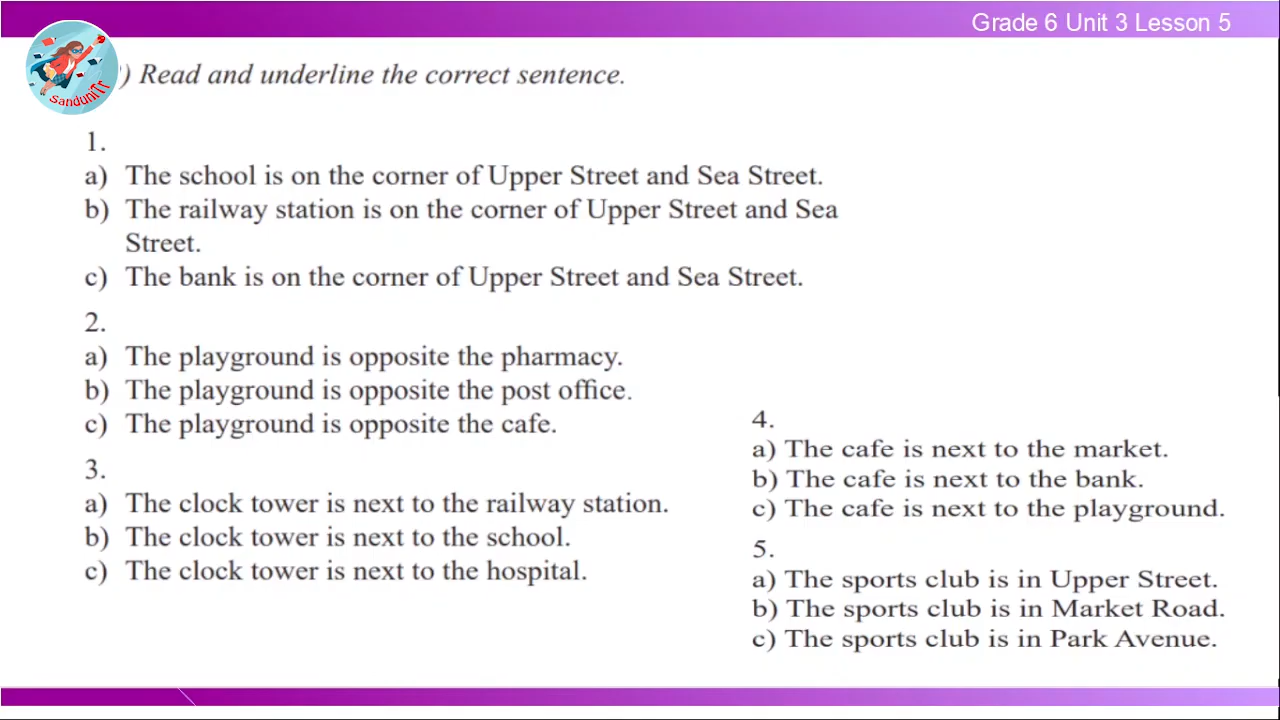 Grade 6 Unit 3 Lesson 5
SanduniTr
) Read and underline the correct sentence.
1.
a) The school is on the corner of Upper Street and Sea Street.
b) The railway station is on the corner of Upper Street and Sea
Street.
c) The bank is on the corner of Upper Street and Sea Street.
2.
a) The playground is opposite the pharmacy.
b) The playground is opposite the post office.
c) The playground is opposite the cafe.
3.
a) The clock tower is next to the railway station.
b) The clock tower is next to the school.
c) The clock tower is next to the hospital.
4.
a) The cafe is next to the market.
b) The cafe is next to the bank.
c) The cafe is next to the playground.
5.
a) The sports club is in Upper Street.
b) The sports club is in Market Road.
c) The sports club is in Park Avenue.